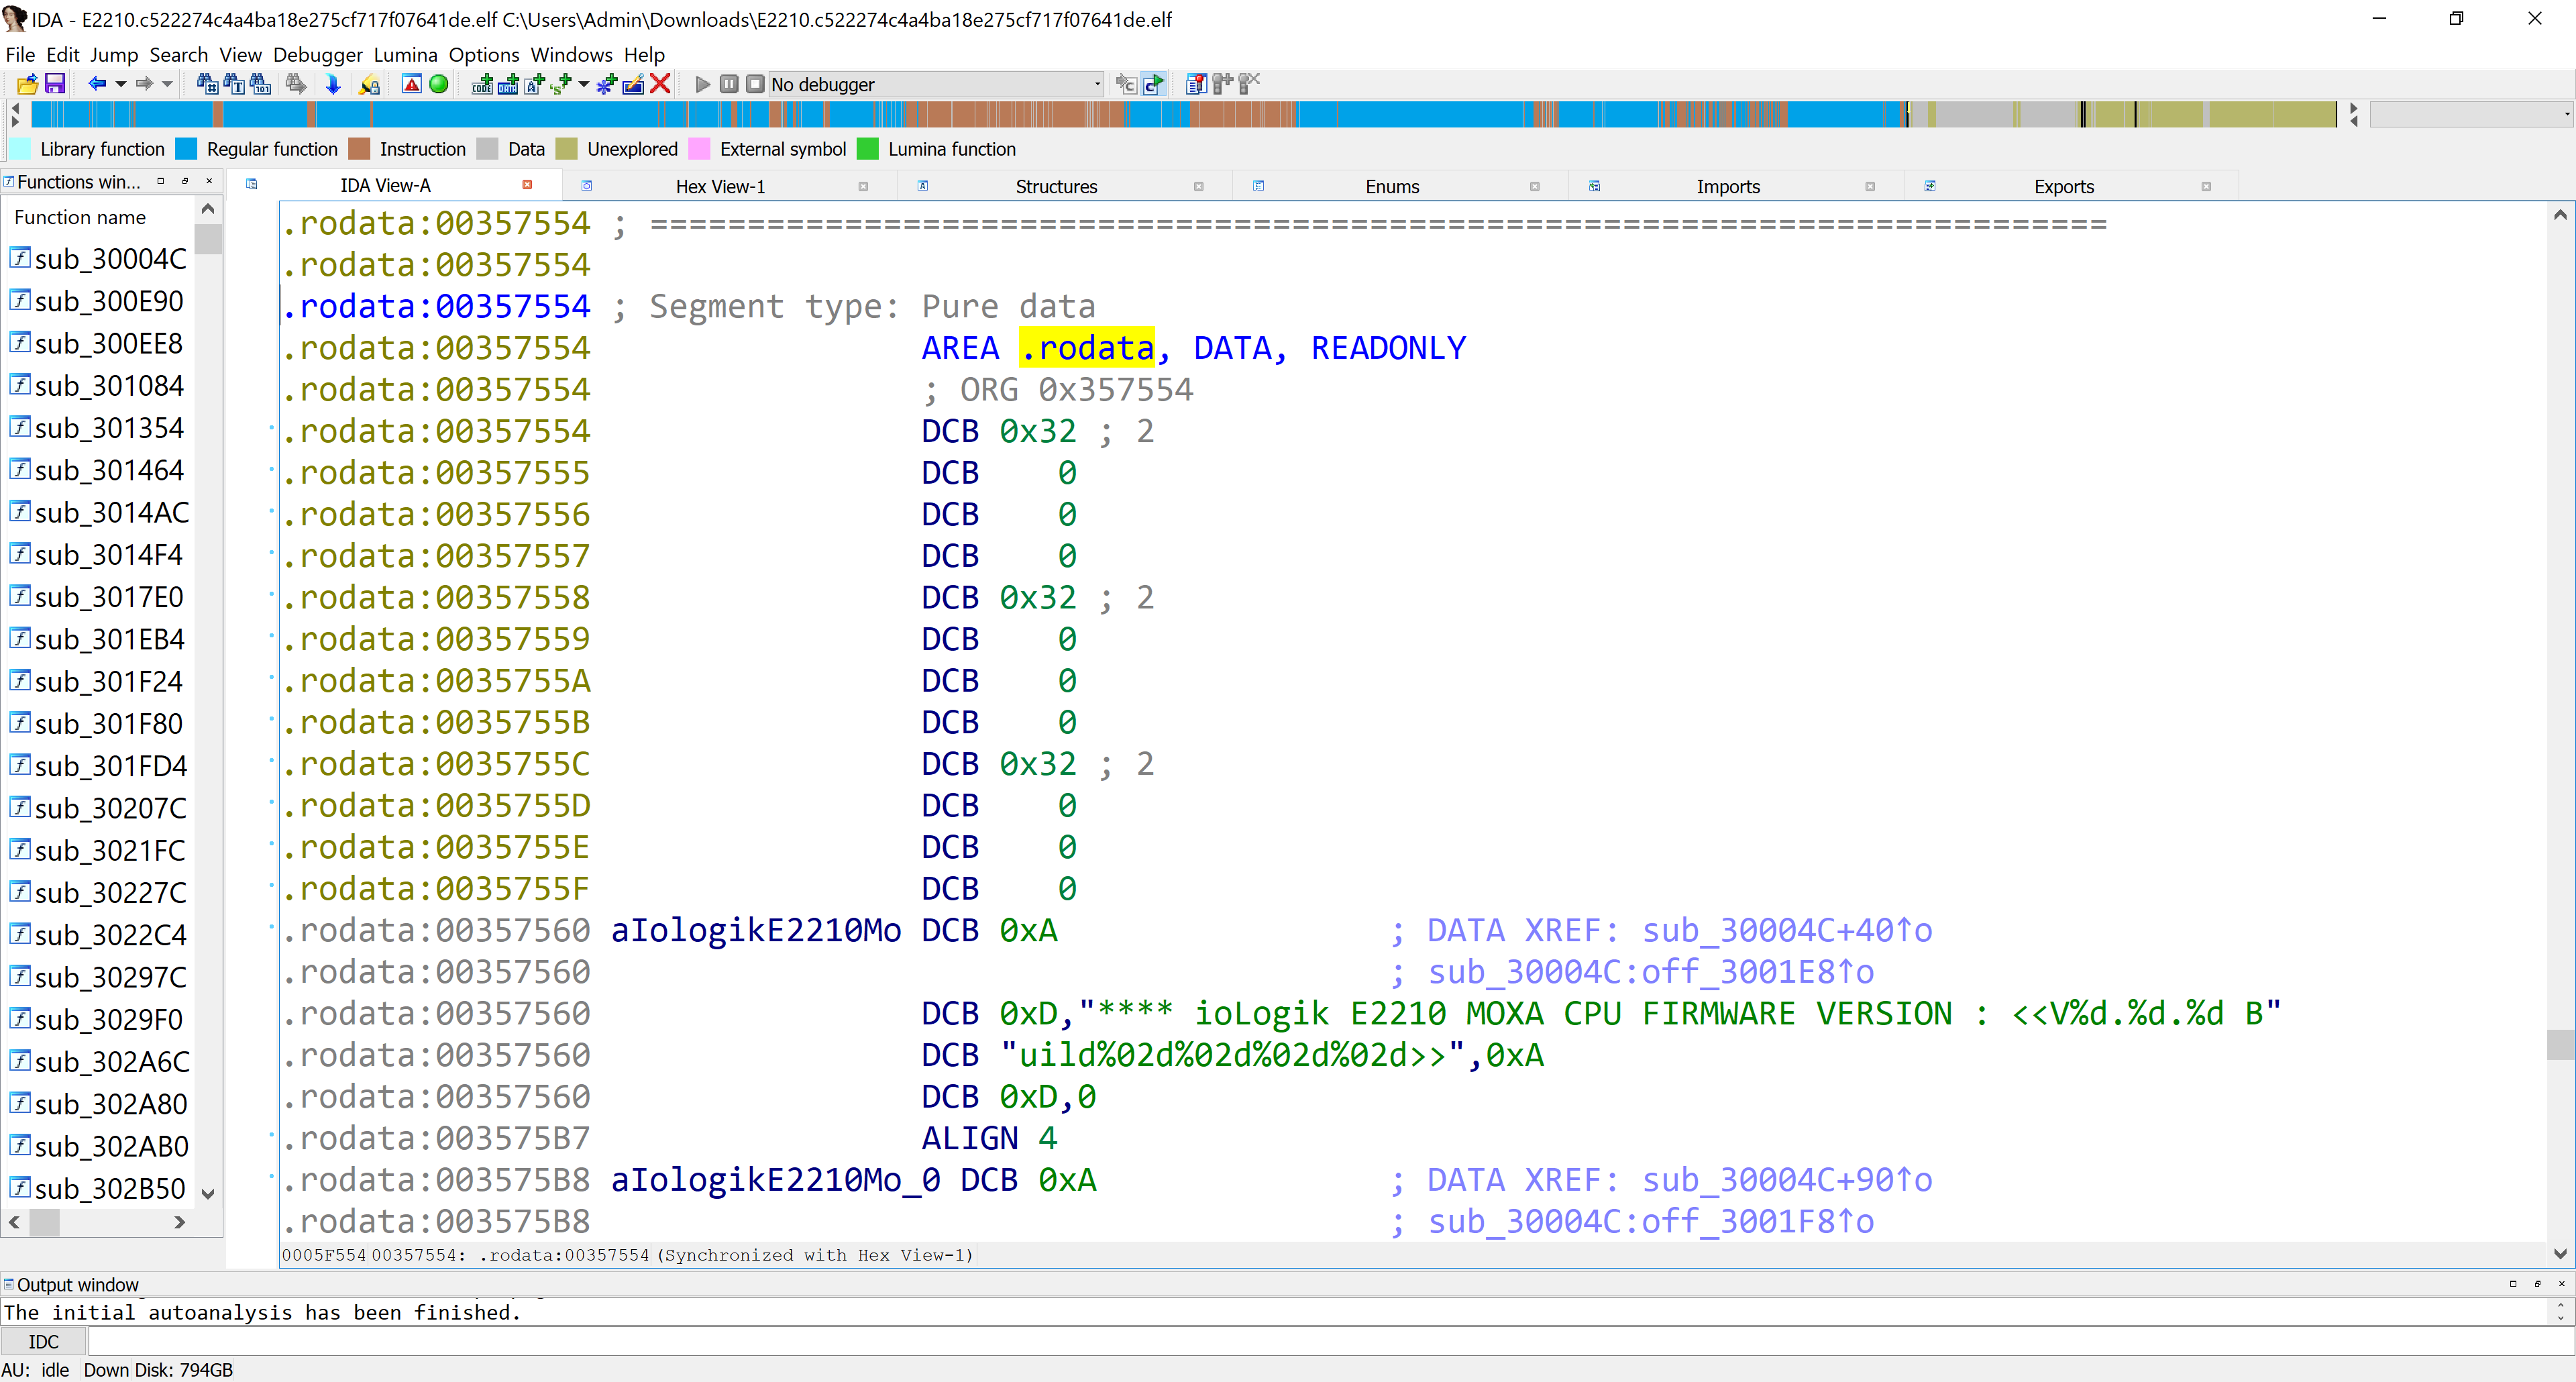 IDA - E2210.c522274c4a4ba18e275cf717f07641de.elf C:\Users\Admin\Downloads\E2210.c522274c4a4ba18e275cf717f07641de.elf
File Edit Jump Search View Debugger Lumina Options Windows Help
No debugger
Library function Regular function Instruction Data Unexplored External symbol Lumina function
Functions win...
IDA View-A Hex View-1 Structures Enums Imports Exports
Function name
sub_30004C
sub_300E90
sub_300EE8
sub_301084
sub_301354
sub_301464
sub_3014AC
sub_3014F4
sub_3017E0
sub_301EB4
sub_301F24
sub_301F80
sub_301FD4
sub_30207C
sub_3021FC
sub_30227C
sub_3022C4
sub_30297C
sub_3029F0
sub_302A6C
sub_302A80
sub_302AB0
sub_302B50
.rodata:00357554 ; ===========================================================================
.rodata:00357554
.rodata:00357554 ; Segment type: Pure data
.rodata:00357554 AREA .rodata, DATA, READONLY
.rodata:00357554 ; ORG 0x357554
.rodata:00357554 DCB 0x32 ; 2
.rodata:00357555 DCB 0
.rodata:00357556 DCB 0
.rodata:00357557 DCB 0
.rodata:00357558 DCB 0x32 ; 2
.rodata:00357559 DCB 0
.rodata:0035755A DCB 0
.rodata:0035755B DCB 0
.rodata:0035755C DCB 0x32 ; 2
.rodata:0035755D DCB 0
.rodata:0035755E DCB 0
.rodata:0035755F DCB 0
.rodata:00357560 aIologikE2210Mo DCB 0xA ; DATA XREF: sub_30004C+40↑o
.rodata:00357560 ; sub_30004C:off_3001E8↑o
.rodata:00357560 DCB 0xD,"**** ioLogik E2210 MOXA CPU FIRMWARE VERSION : <<V%d.%d.%d B"
.rodata:00357560 DCB "uild%02d%02d%02d%02d>>",0xA
.rodata:00357560 DCB 0xD,0
.rodata:003575B7 ALIGN 4
.rodata:003575B8 aIologikE2210Mo_0 DCB 0xA ; DATA XREF: sub_30004C+90↑o
.rodata:003575B8 ; sub_30004C:off_3001F8↑o
0005F554 00357554: .rodata:00357554 (Synchronized with Hex View-1)
Output window
The initial autoanalysis has been finished.
IDC
AU: idle Down Disk: 794GB